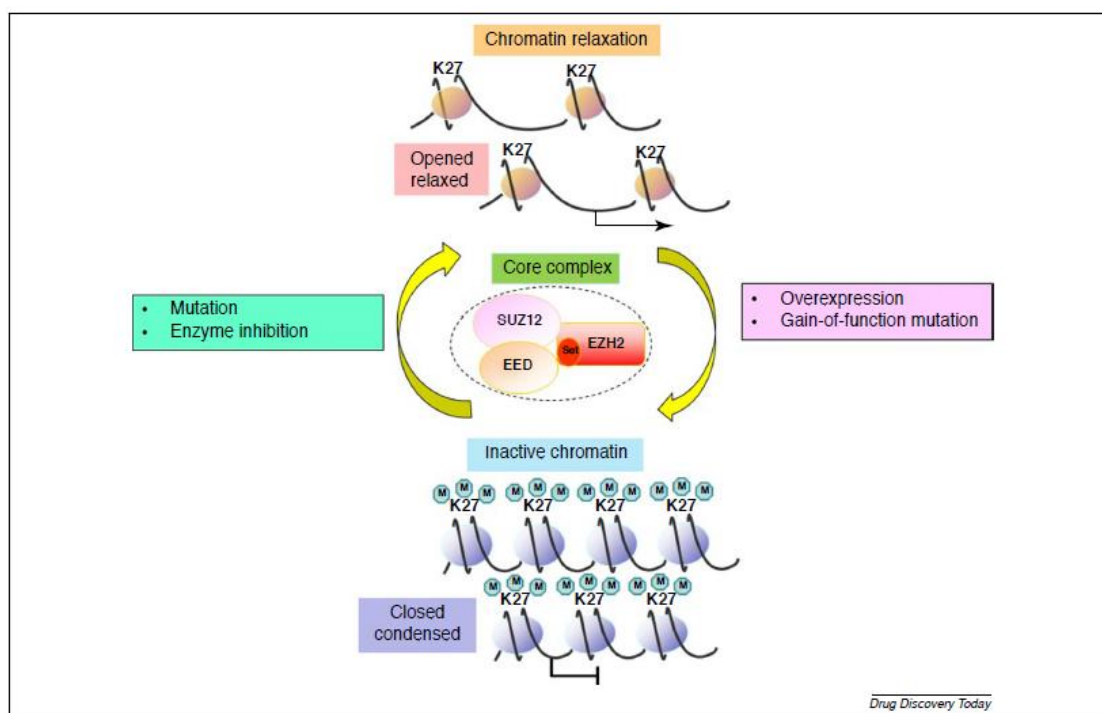 Chromatin relaxation
K27 K27
Opened
relaxed
K27 K27
Core complex
SUZ12
Set
EZH2
EED
• Mutation
• Enzyme inhibition
• Overexpression
• Gain-of-function mutation
Inactive chromatin
M M M M M M M M M M M M
K27 K27 K27 K27
M M M M M M M M M
K27 K27 K27
Closed
condensed
Drug Discovery Today